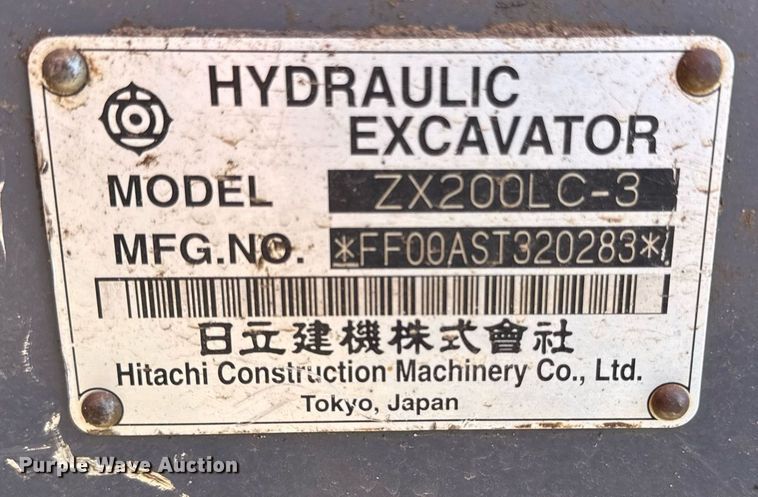 HYDRAULIC
EXCAVATOR
MODEL ZX200LC-3
MFG.NO. *FF00AST320283*
日立建機株式會社
Hitachi Construction Machinery Co., Ltd.
Tokyo, Japan
Purple Wave Auction